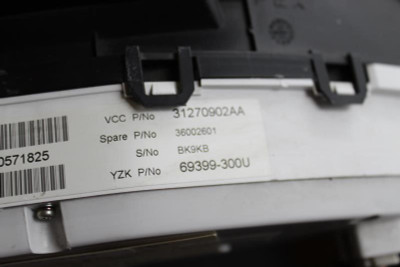 VCC P/No 31270902AA
Spare P/No 36002601
S/No BK9KB
0571825
YZK P/No 69399-300U